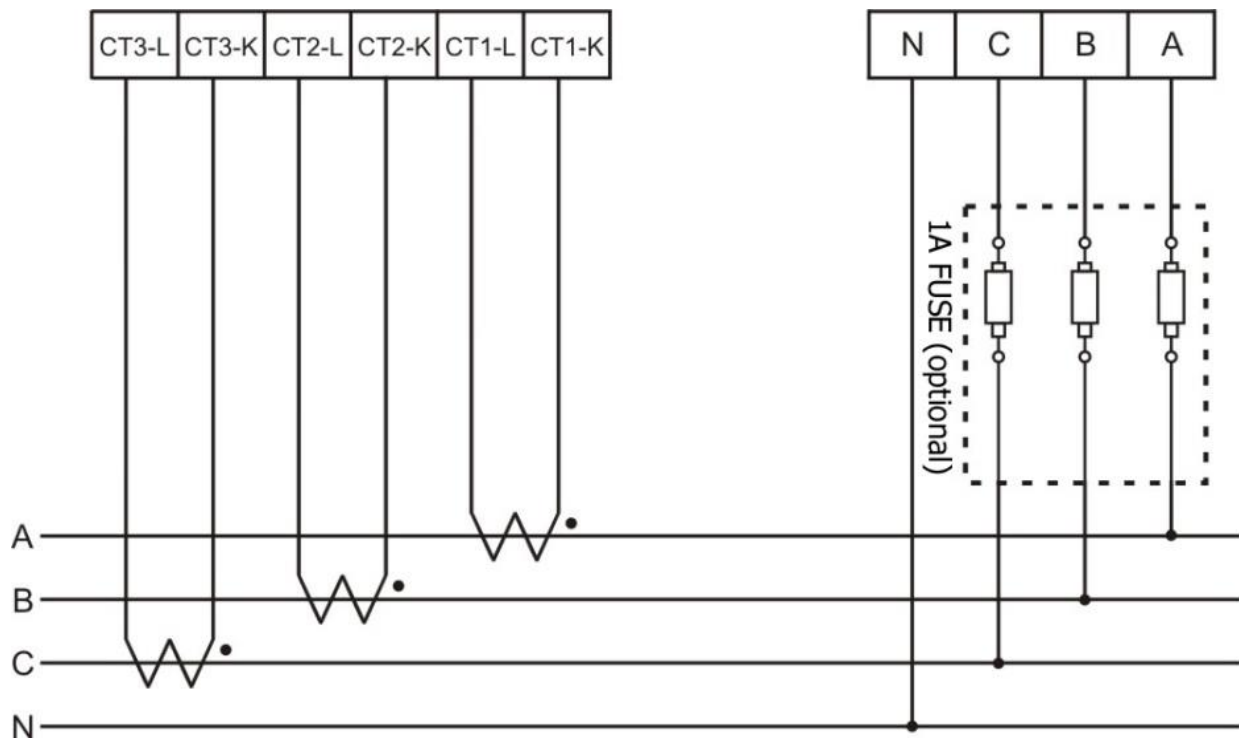 CT3-L CT3-K CT2-L CT2-K CT1-L CT1-K
N C B A
1A FUSE (optional)
A
B
C
N